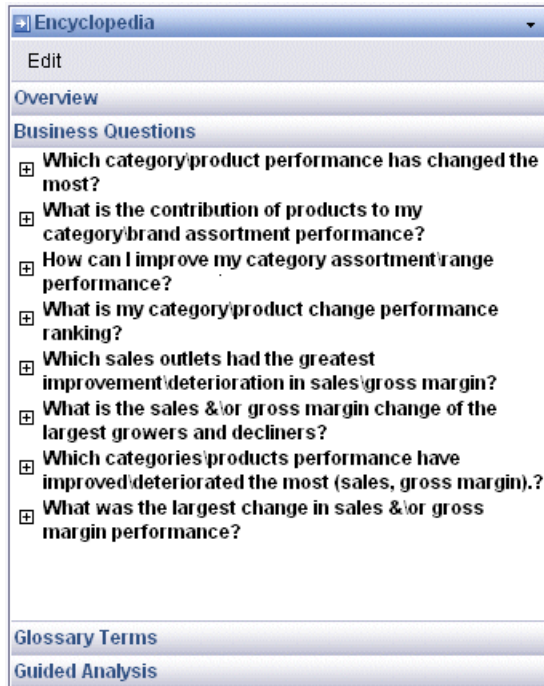 Encyclopedia
Edit
Overview
Business Questions
Which category\product performance has changed the
most?
What is the contribution of products to my
category\brand assortment performance?
How can I improve my category assortment\range
performance?
What is my category\product change performance
ranking?
Which sales outlets had the greatest
improvement\deterioration in sales\gross margin?
What is the sales &\or gross margin change of the
largest growers and decliners?
Which categories\products performance have
improved\deteriorated the most (sales, gross margin).?
What was the largest change in sales &\or gross
margin performance?
Glossary Terms
Guided Analysis